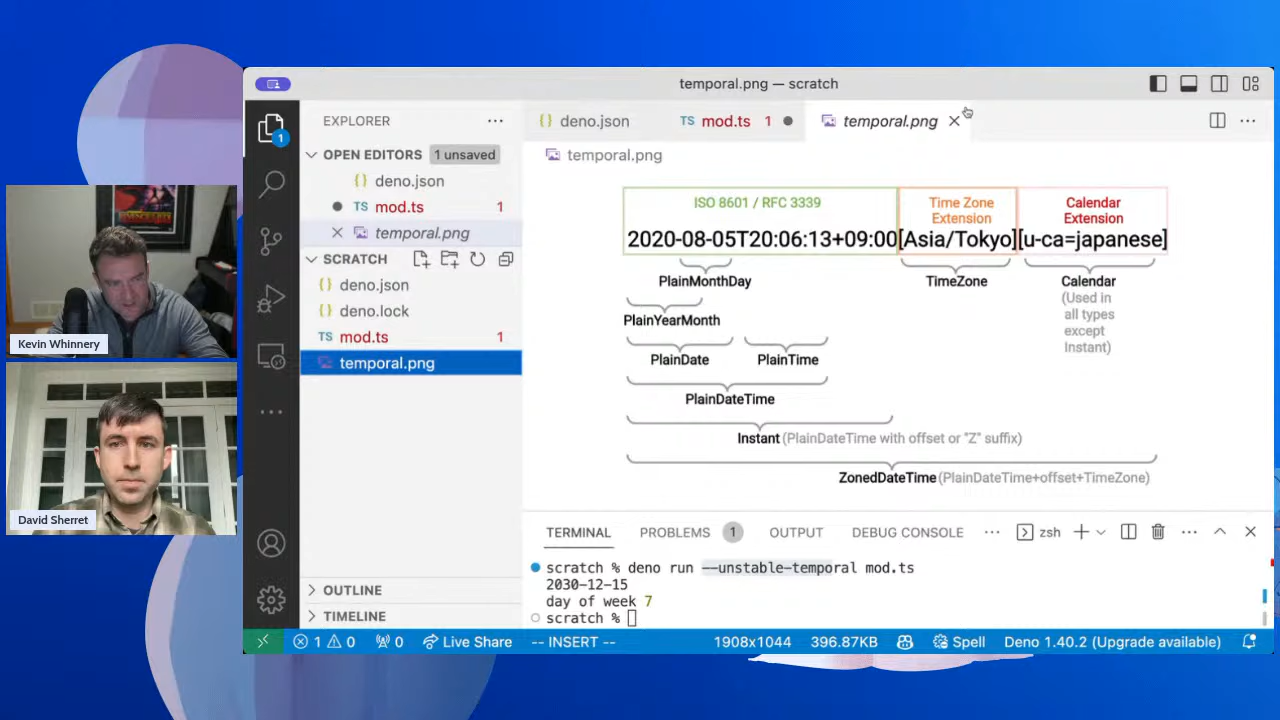 temporal.png — scratch
EXPLORER
OPEN EDITORS 1 unsaved
deno.json
mod.ts 1
temporal.png
SCRATCH
deno.json
deno.lock
TS mod.ts 1
temporal.png
OUTLINE
TIMELINE
deno.json
TS mod.ts 1
temporal.png
temporal.png
ISO 8601 / RFC 3339
Time Zone
Extension
Calendar
Extension
2020-08-05T20:06:13+09:00[Asia/Tokyo][u-ca=japanese]
PlainMonthDay
TimeZone
Calendar
(Used in
all types
except
Instant)
PlainYearMonth
PlainDate
PlainTime
PlainDateTime
Instant (PlainDateTime with offset or "Z" suffix)
ZonedDateTime (PlainDateTime+offset+TimeZone)
TERMINAL PROBLEMS 1 OUTPUT DEBUG CONSOLE zsh
scratch % deno run --unstable-temporal mod.ts
2030-12-15
day of week 7
scratch %
1 0 0 Live Share -- INSERT -- 1908x1044 396.87KB Spell Deno 1.40.2 (Upgrade available)
1
TS
Kevin Whinnery
David Sherret